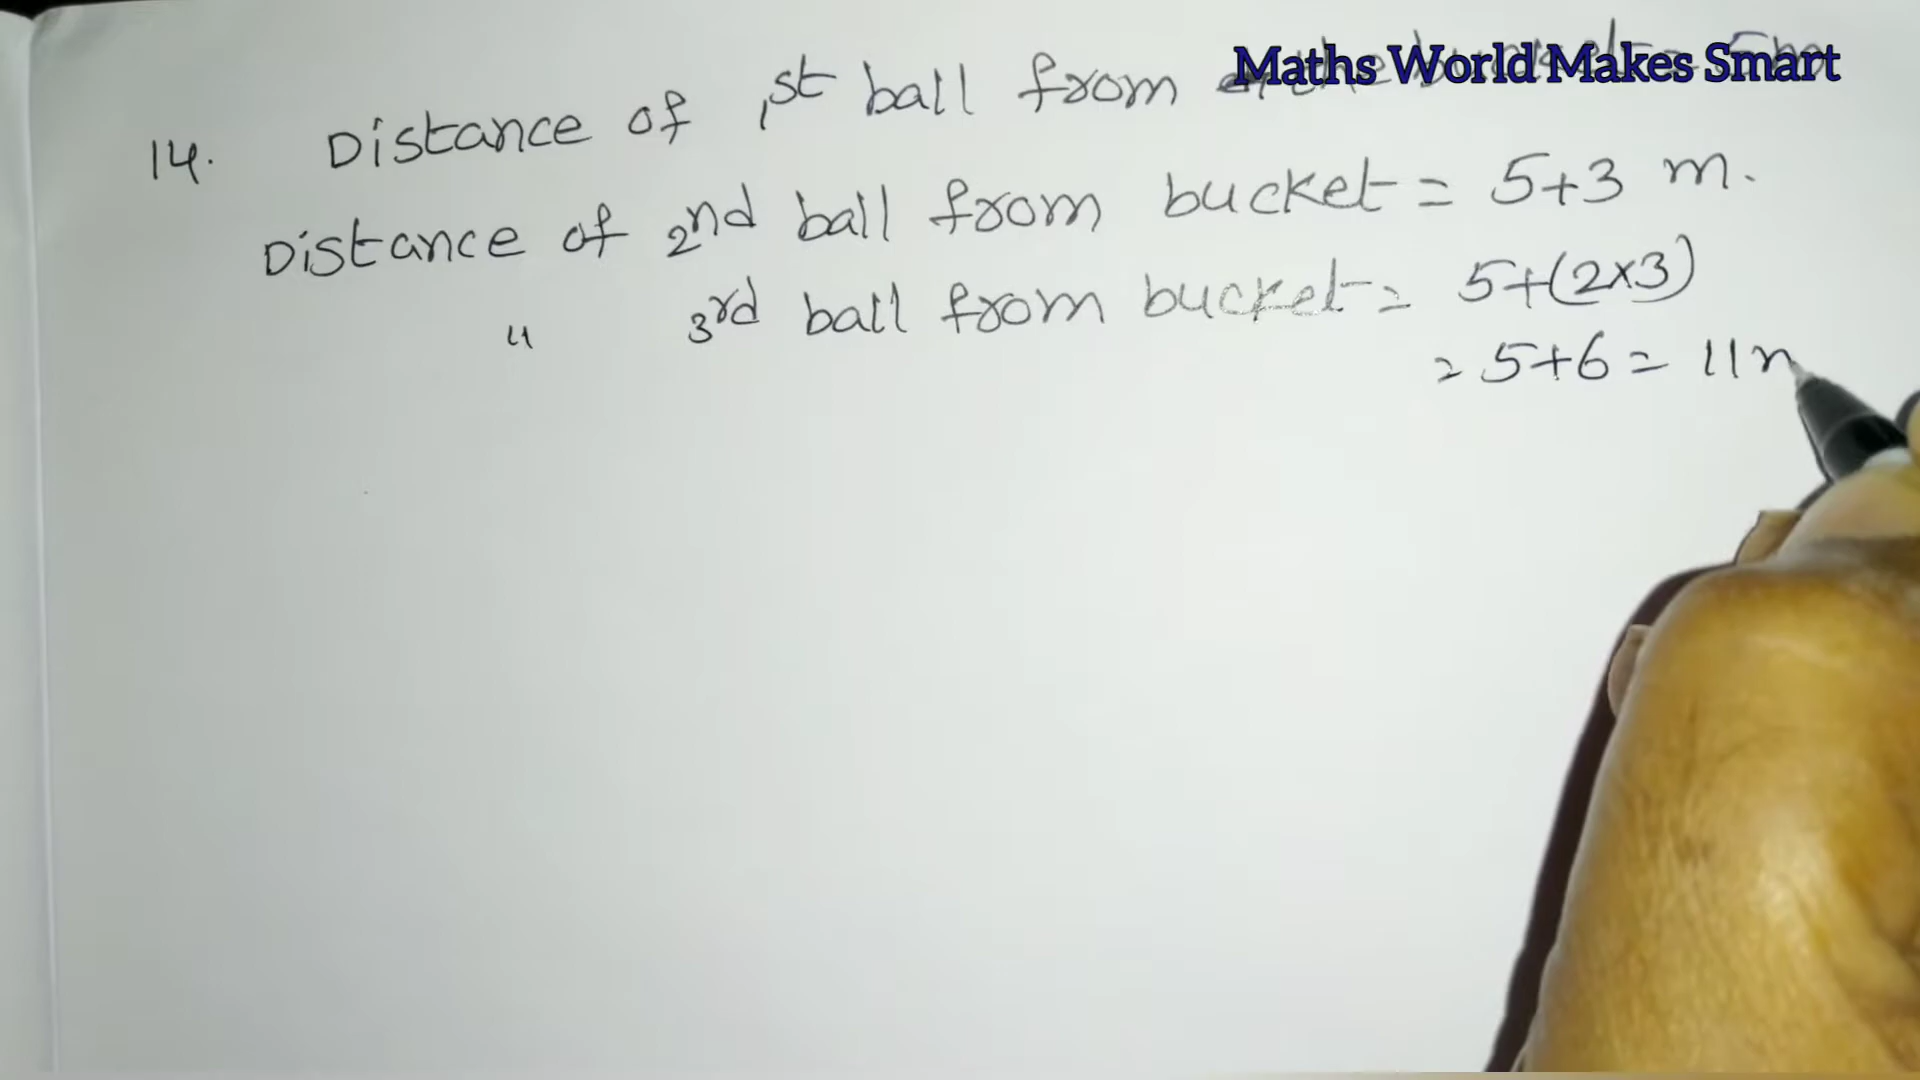 Maths World Makes Smart
14. Distance of 1st ball from the
Distance of 2nd ball from bucket = 5+3 m.
" 3rd ball from bucket = 5+(2×3)
= 5+6 = 11m